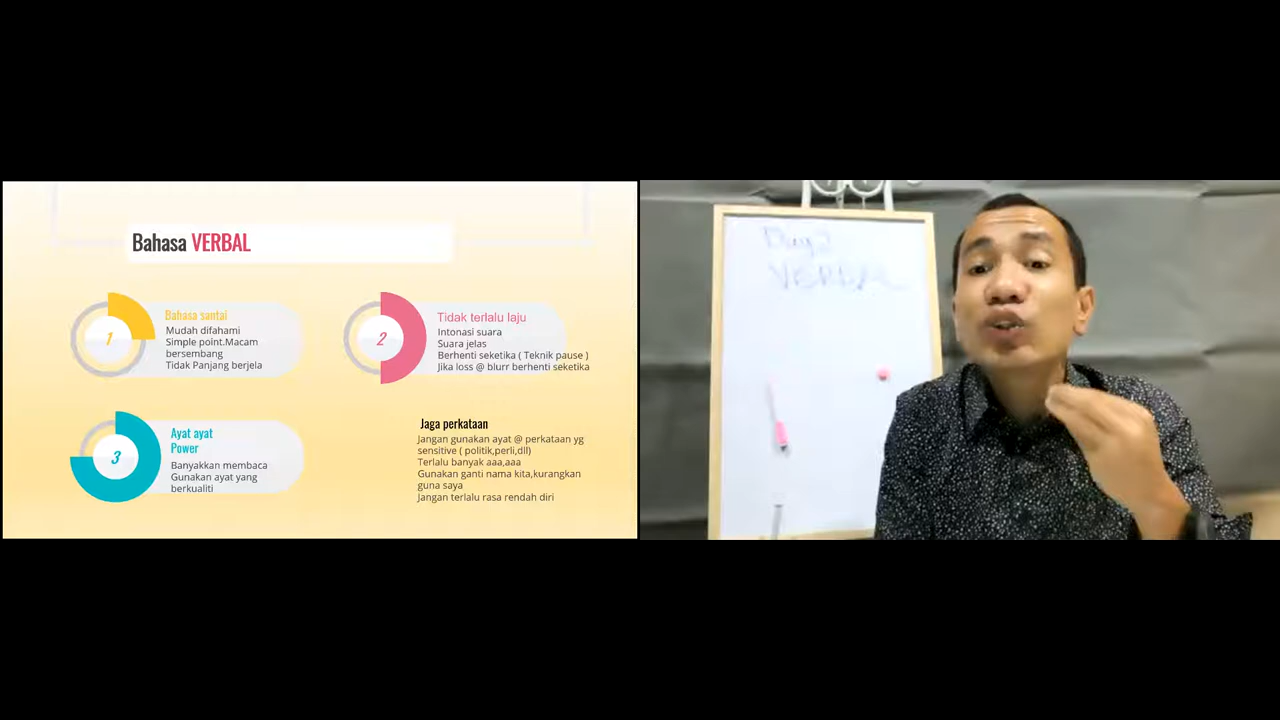 Bahasa VERBAL
1
Bahasa santai
Mudah difahami
Simple point.Macam
bersembang
Tidak Panjang berjela
2
Tidak terlalu laju
Intonasi suara
Suara jelas
Berhenti seketika ( Teknik pause )
Jika loss @ blurr berhenti seketika
3
Ayat ayat
Power
Banyakkan membaca
Gunakan ayat yang
berkualiti
Jaga perkataan
Jangan gunakan ayat @ perkataan yg
sensitive ( politik,perli,dil)
Terlalu banyak aaa,aaa
Gunakan ganti nama kita,kurangkan
guna saya
Jangan terlalu rasa rendah diri
Day 2
VERBAL